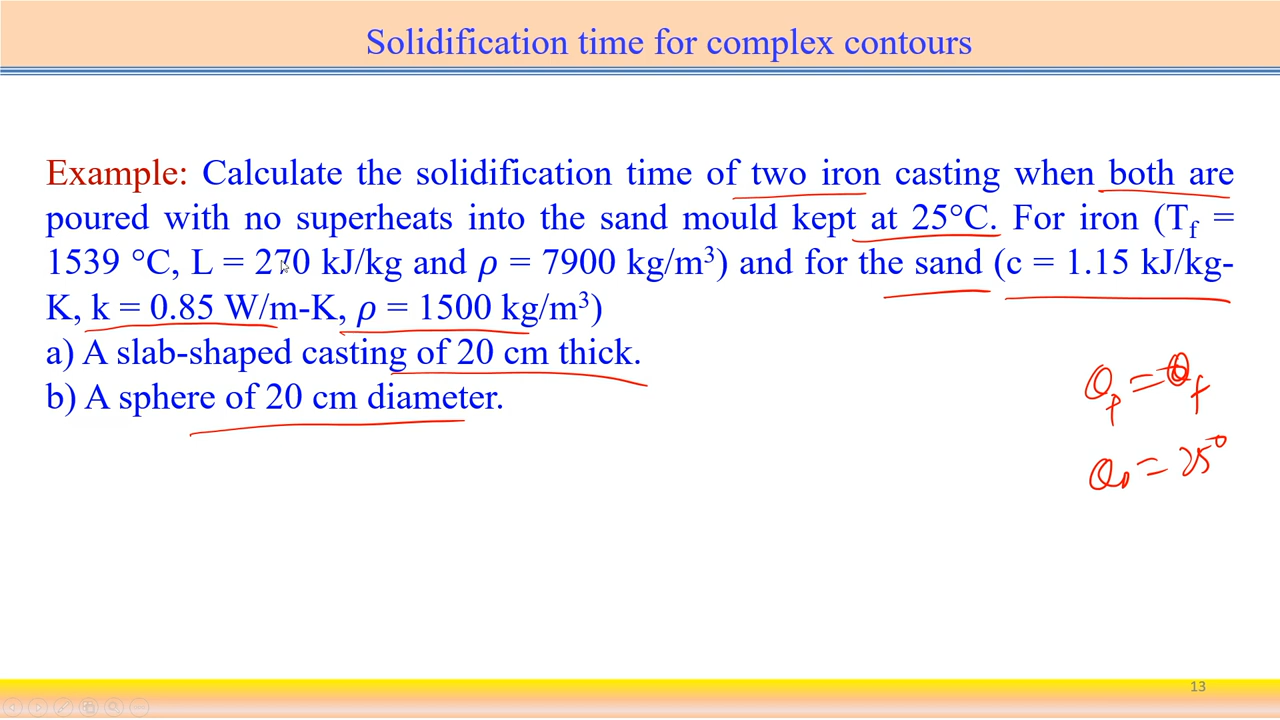 Solidification time for complex contours
Example: Calculate the solidification time of two iron casting when both are
poured with no superheats into the sand mould kept at 25°C. For iron (Tf =
1539 °C, L = 270 kJ/kg and ρ = 7900 kg/m³) and for the sand (c = 1.15 kJ/kg-
K, k = 0.85 W/m-K, ρ = 1500 kg/m³)
a) A slab-shaped casting of 20 cm thick.
b) A sphere of 20 cm diameter.
θp = θf
θ0 = 25°
13